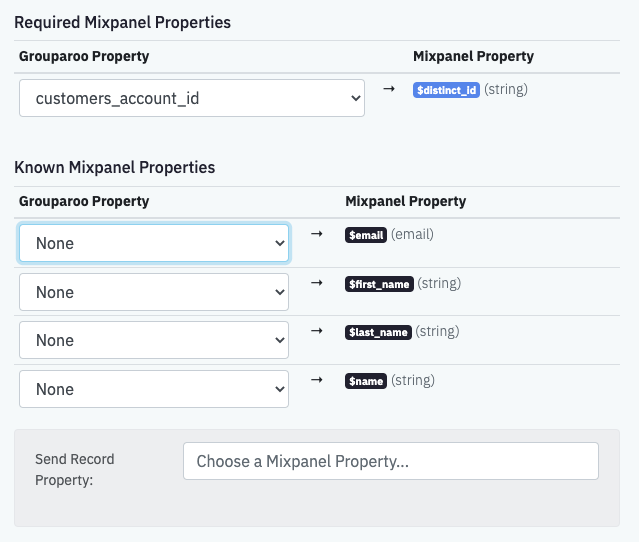 Required Mixpanel Properties
Grouparoo Property Mixpanel Property
customers_account_id → $distinct_id (string)
Known Mixpanel Properties
Grouparoo Property Mixpanel Property
None → $email (email)
None → $first_name (string)
None → $last_name (string)
None → $name (string)
Send Record Property: Choose a Mixpanel Property...